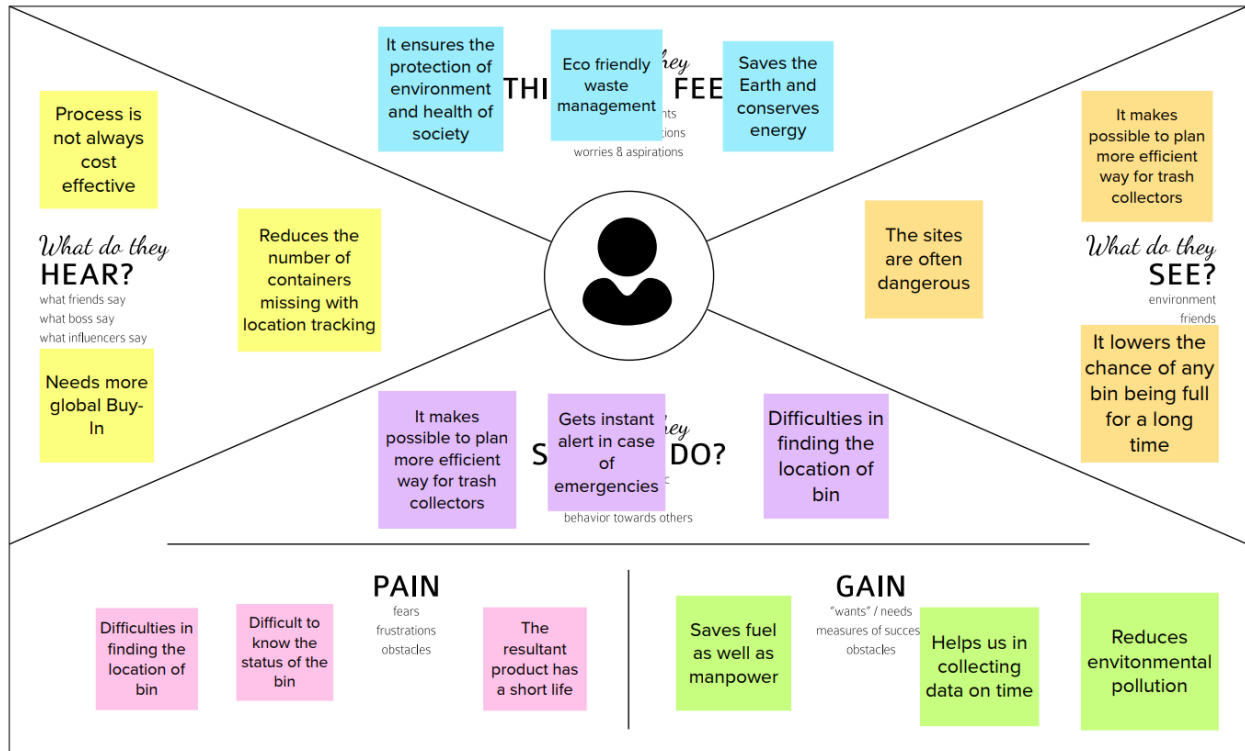 It ensures the
protection of
environment
and health of
society
Eco friendly
waste
management
Saves the
Earth and
conserves
energy
hey
THI
FEE
nts
tions
worries & aspirations
Process is
not always
cost
effective
What do they
HEAR?
what friends say
what boss say
what influencers say
Reduces the
number of
containers
missing with
location tracking
Needs more
global Buy-
In
The sites
are often
dangerous
It makes
possible to plan
more efficient
way for trash
collectors
What do they
SEE?
environment
friends
It lowers the
chance of any
bin being full
for a long
time
It makes
possible to plan
more efficient
way for trash
collectors
Gets instant
alert in case
of
emergencies
Difficulties in
finding the
location of
bin
hey
S
DO?
behavior towards others
PAIN
fears
frustrations
obstacles
Difficulties in
finding the
location of
bin
Difficult to
know the
status of the
bin
The
resultant
product has
a short life
GAIN
"wants" / needs
measures of succes
obstacles
Saves fuel
as well as
manpower
Helps us in
collecting
data on time
Reduces
envitonmental
pollution